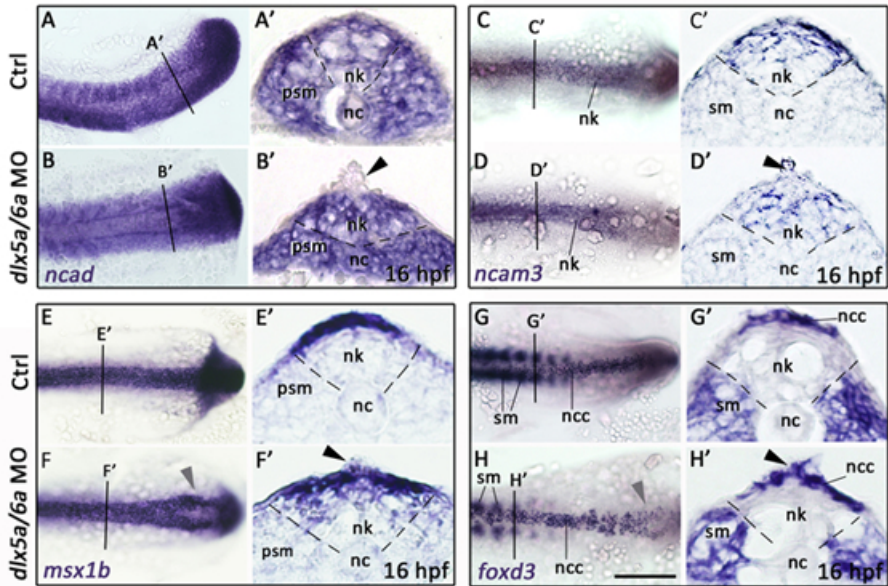 Ctrl
dlx5a/6a MO
A
A’
A’
nk
psm
nc
B
B’
B’
nk
psm
nc
ncad
16 hpf
C
C’
C’
nk
nk
sm
nc
D
D’
D’
nk
nk
sm
nc
ncam3
16 hpf
Ctrl
dlx5a/6a MO
E
E’
E’
nk
psm
nc
F
F’
F’
nk
psm
nc
msx1b
16 hpf
G
G’
G’
ncc
sm
ncc
nk
sm
nc
H
H’
H’
sm
ncc
ncc
nk
sm
nc
foxd3
16 hpf